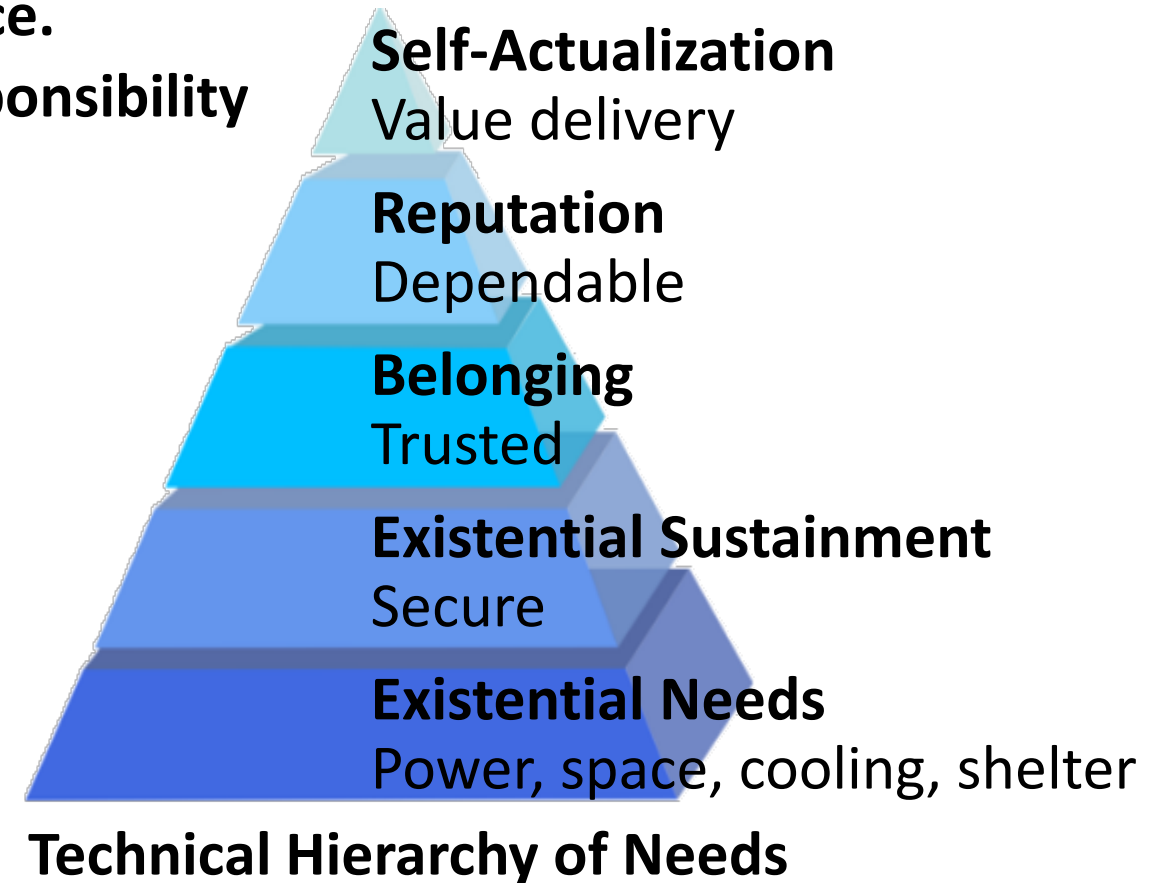 ce.
ponsibility
Self-Actualization
Value delivery
Reputation
Dependable
Belonging
Trusted
Existential Sustainment
Secure
Existential Needs
Power, space, cooling, shelter
Technical Hierarchy of Needs